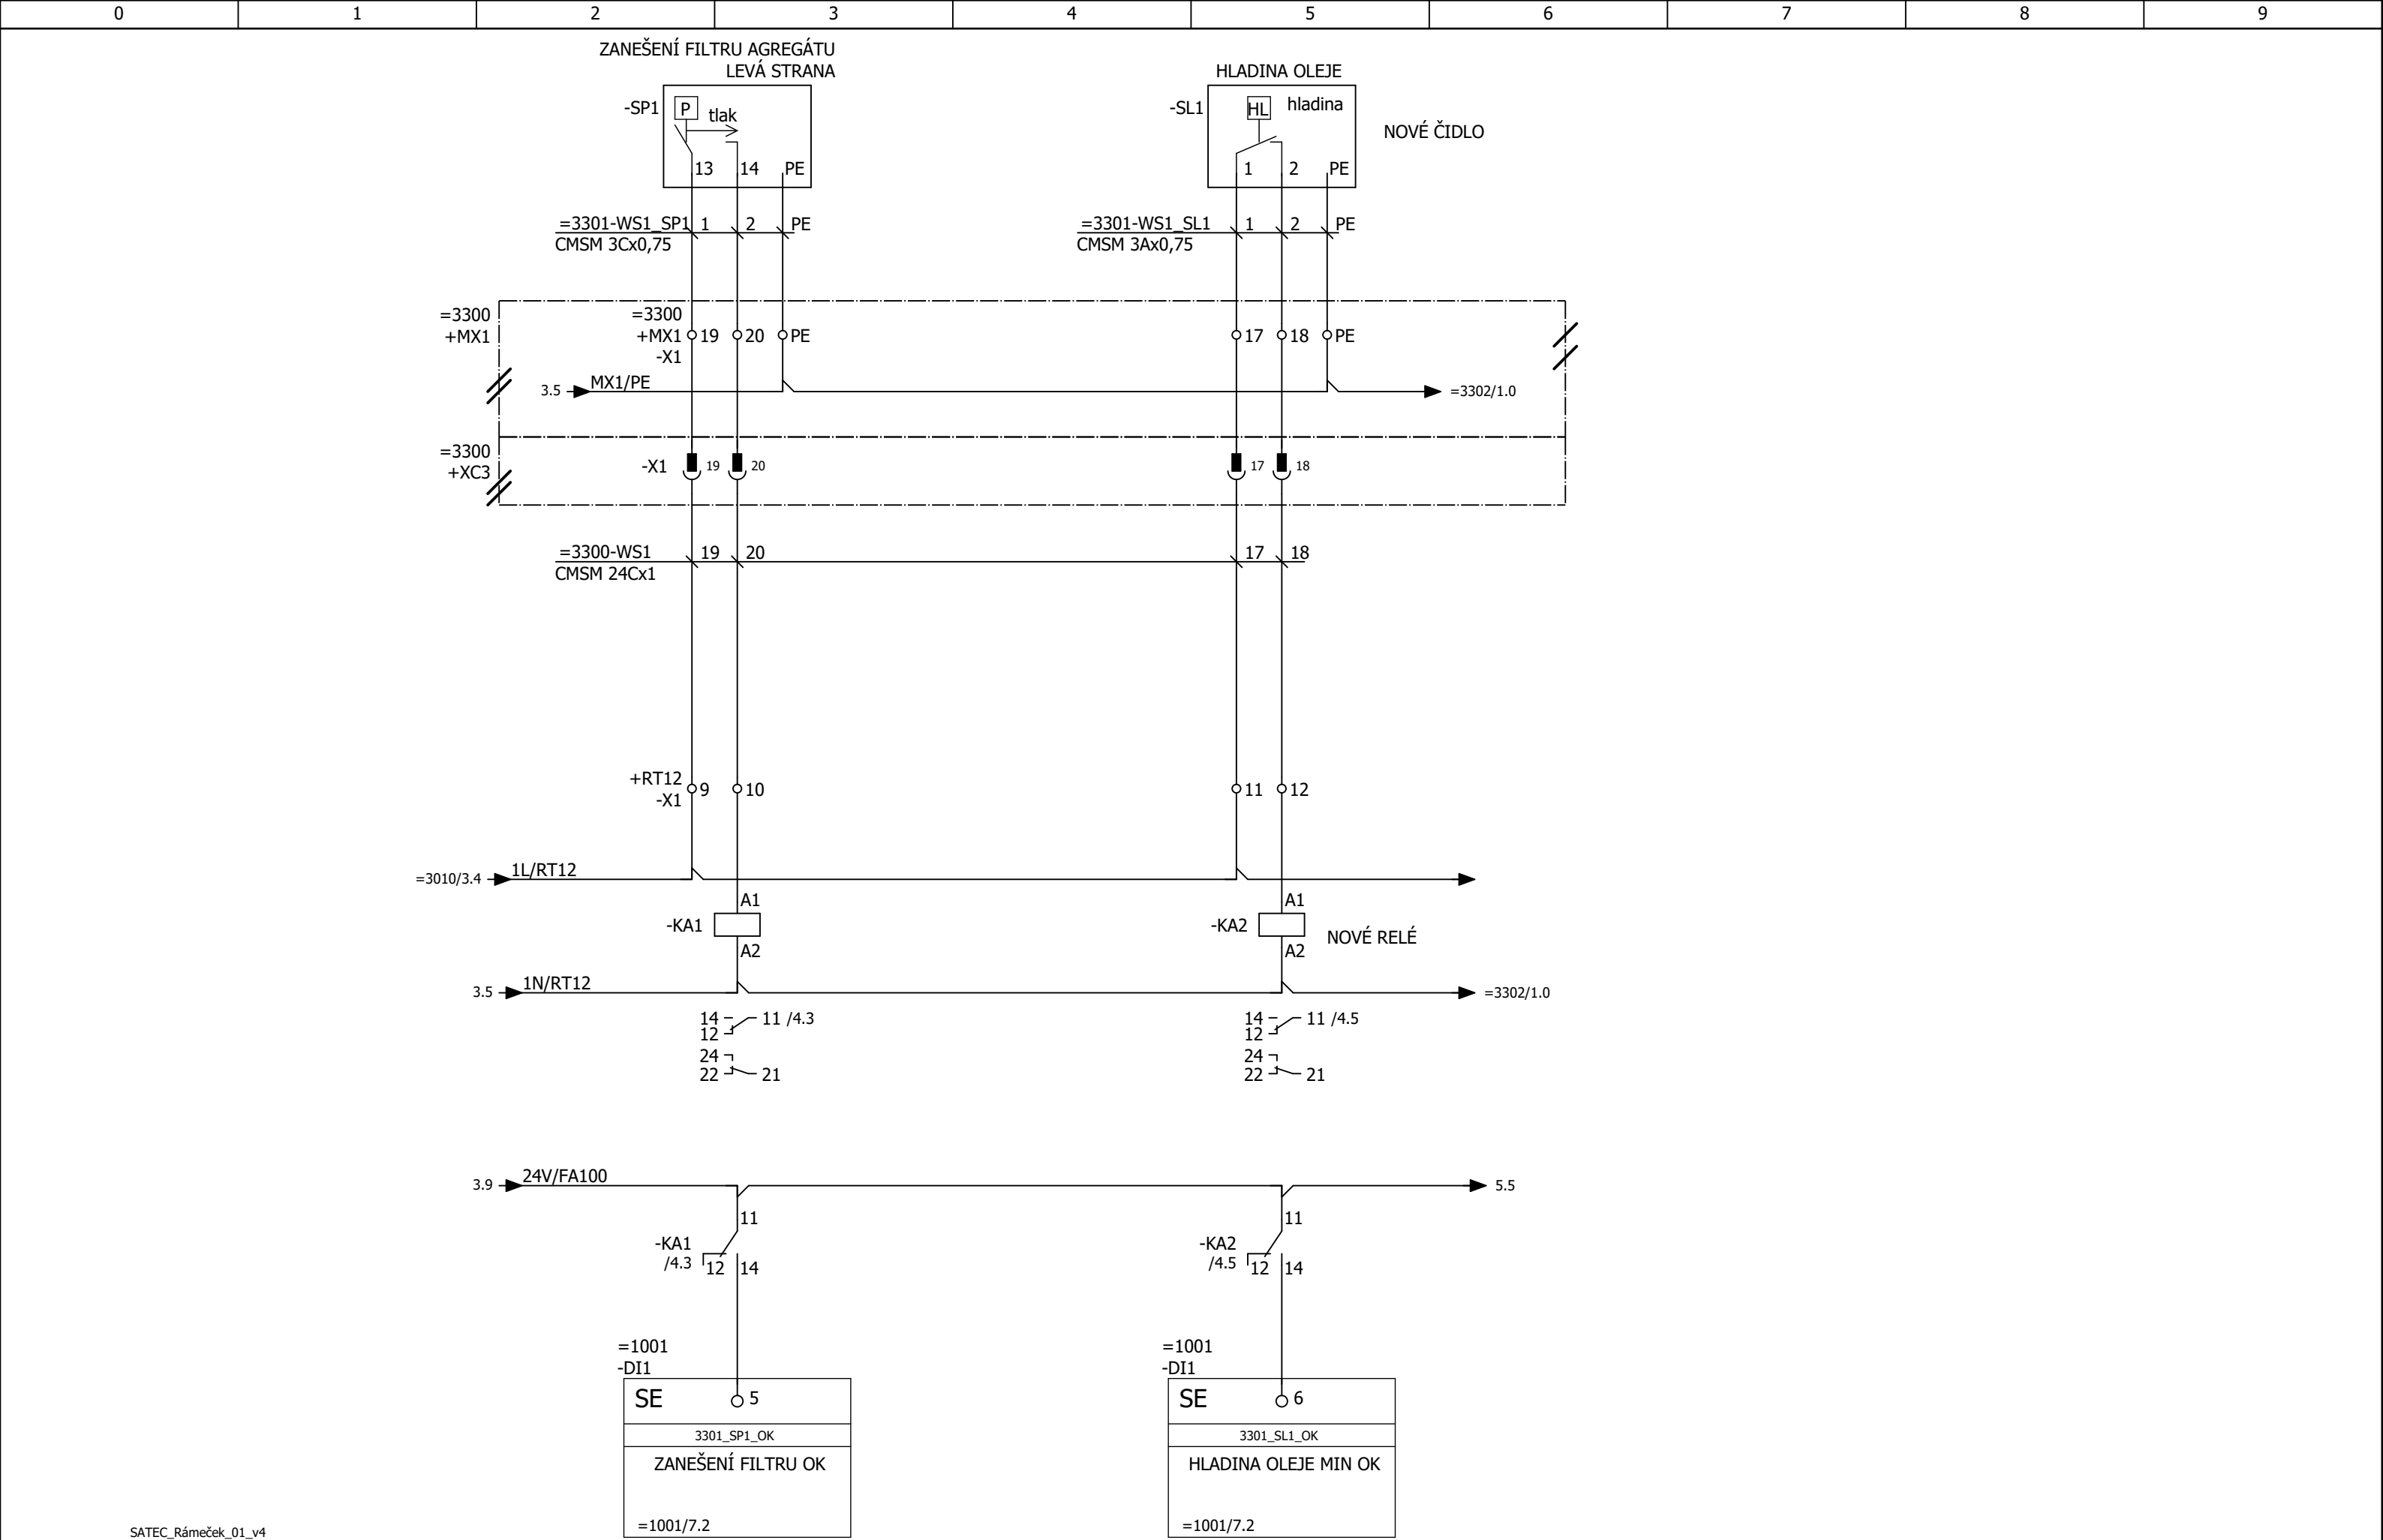 0 1 2 3 4 5 6 7 8 9
ZANEŠENÍ FILTRU AGREGÁTU
LEVÁ STRANA
HLADINA OLEJE
-SP1 P tlak
13 14 PE
-SL1 HL hladina
1 2 PE
NOVÉ ČIDLO
=3301-WS1_SP1 1 2 PE
CMSM 3Cx0,75
=3301-WS1_SL1 1 2 PE
CMSM 3Ax0,75
=3300
+MX1
=3300
+MX1 19 20 PE
-X1
17 18 PE
3.5 MX1/PE =3302/1.0
=3300
+XC3
-X1 19 20 17 18
=3300-WS1 19 20 17 18
CMSM 24Cx1
+RT12
-X1 9 10 11 12
=3010/3.4 1L/RT12
A1 A1
-KA1 -KA2 NOVÉ RELÉ
A2 A2
3.5 1N/RT12 =3302/1.0
14 11 /4.3 14 11 /4.5
12 12
24 24
22 21 22 21
3.9 24V/FA100 5.5
11 11
-KA1 -KA2
/4.3 12 14 /4.5 12 14
=1001 =1001
-DI1 -DI1
SE 5 SE 6
3301_SP1_OK 3301_SL1_OK
ZANEŠENÍ FILTRU OK HLADINA OLEJE MIN OK
=1001/7.2 =1001/7.2
SATEC_Rámeček_01_v4